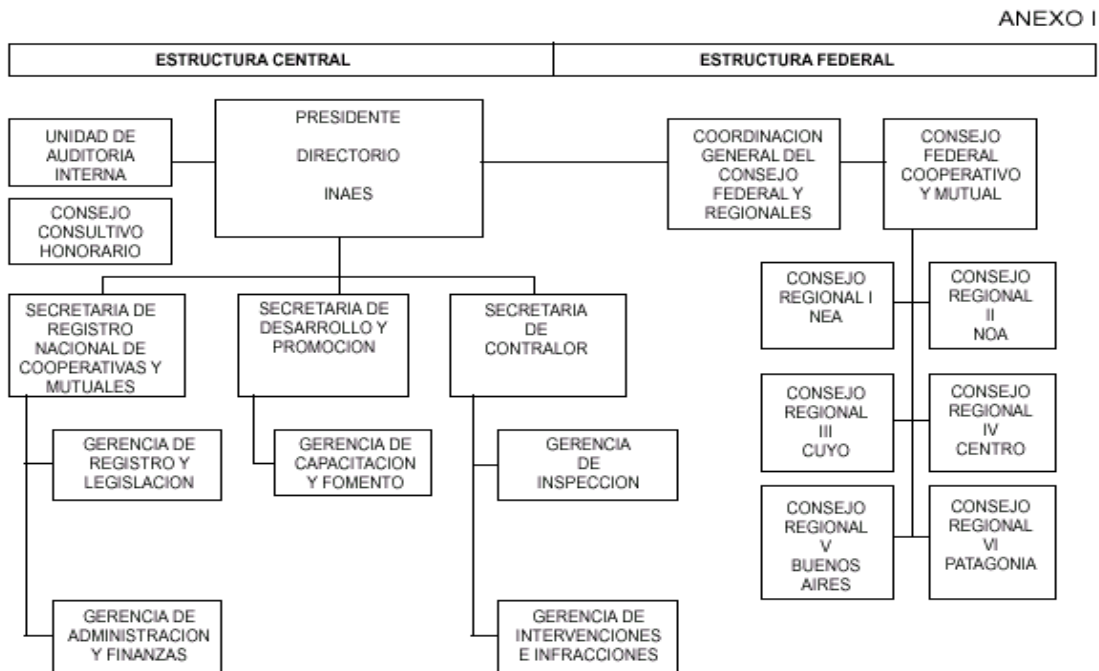 ANEXO I
ESTRUCTURA CENTRAL
ESTRUCTURA FEDERAL
UNIDAD DE
AUDITORIA
INTERNA
PRESIDENTE
DIRECTORIO
INAES
COORDINACION
GENERAL DEL
CONSEJO
FEDERAL Y
REGIONALES
CONSEJO
FEDERAL
COOPERATIVO
Y MUTUAL
CONSEJO
CONSULTIVO
HONORARIO
SECRETARIA DE
REGISTRO
NACIONAL DE
COOPERATIVAS Y
MUTUALES
SECRETARIA DE
DESARROLLO Y
PROMOCION
SECRETARIA
DE
CONTRALOR
CONSEJO
REGIONAL I
NEA
CONSEJO
REGIONAL
II
NOA
CONSEJO
REGIONAL
III
CUYO
CONSEJO
REGIONAL
IV
CENTRO
GERENCIA DE
REGISTRO Y
LEGISLACION
GERENCIA DE
CAPACITACION
Y FOMENTO
GERENCIA
DE
INSPECCION
CONSEJO
REGIONAL
V
BUENOS
AIRES
CONSEJO
REGIONAL
VI
PATAGONIA
GERENCIA DE
ADMINISTRACION
Y FINANZAS
GERENCIA DE
INTERVENCIONES
E INFRACCIONES